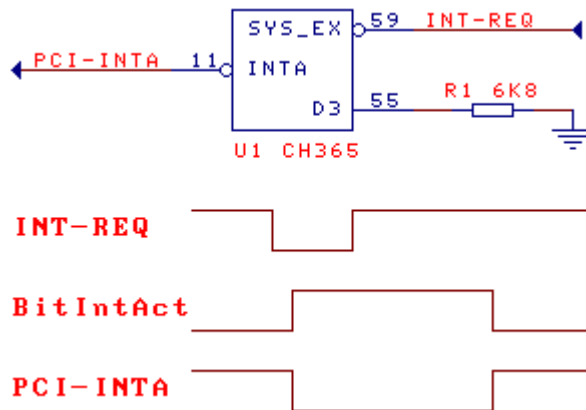 SYS_EX 59 INT-REQ
PCI-INTA 11 INTA
D3 55 R1 6K8
U1 CH365
INT-REQ
BitIntAct
PCI-INTA